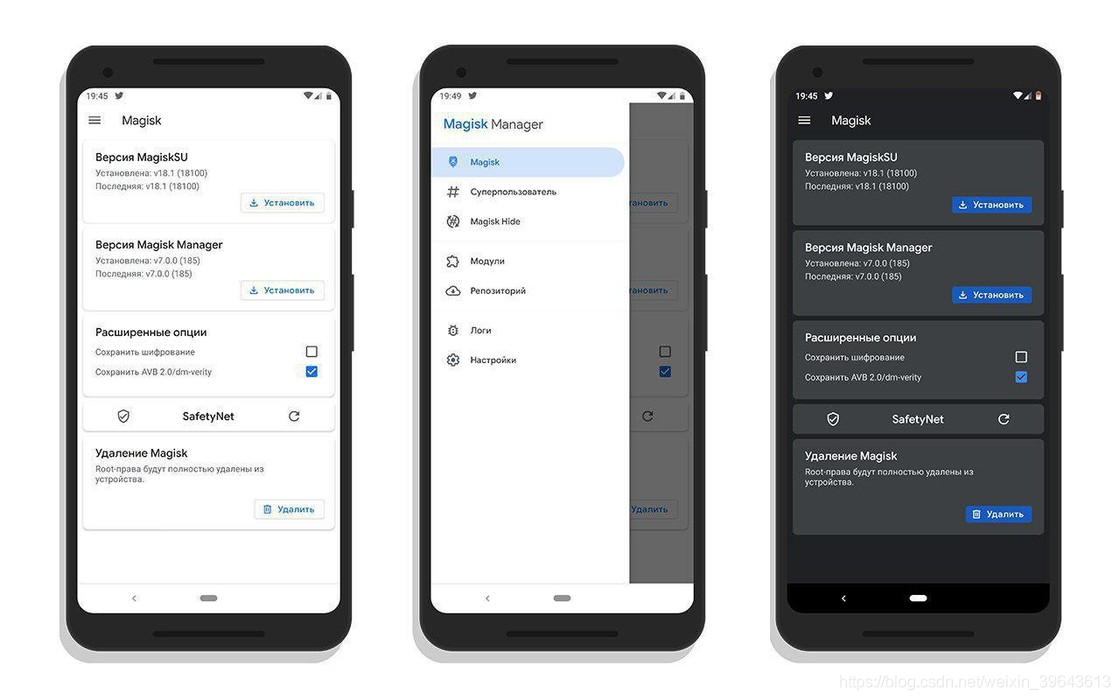 19:45
Magisk
Версия MagiskSU
Установлена: v18.1 (18100)
Последняя: v18.1 (18100)
Установить
Версия Magisk Manager
Установлена: v7.0.0 (185)
Последняя: v7.0.0 (185)
Установить
Расширенные опции
Сохранить шифрование
Сохранить AVB 2.0/dm-verity
SafetyNet
Удаление Magisk
Root-права будут полностью удалены из
устройства.
Удалить
19:49
Magisk Manager
Magisk
Суперпользователь
Magisk Hide
Модули
Репозиторий
Логи
Настройки
тановить
тановить
Удалить
19:45
Magisk
Версия MagiskSU
Установлена: v18.1 (18100)
Последняя: v18.1 (18100)
Установить
Версия Magisk Manager
Установлена: v7.0.0 (185)
Последняя: v7.0.0 (185)
Установить
Расширенные опции
Сохранить шифрование
Сохранить AVB 2.0/dm-verity
SafetyNet
Удаление Magisk
Root-права будут полностью удалены из
устройства.
Удалить
https://blog.csdn.net/weixin_39643613